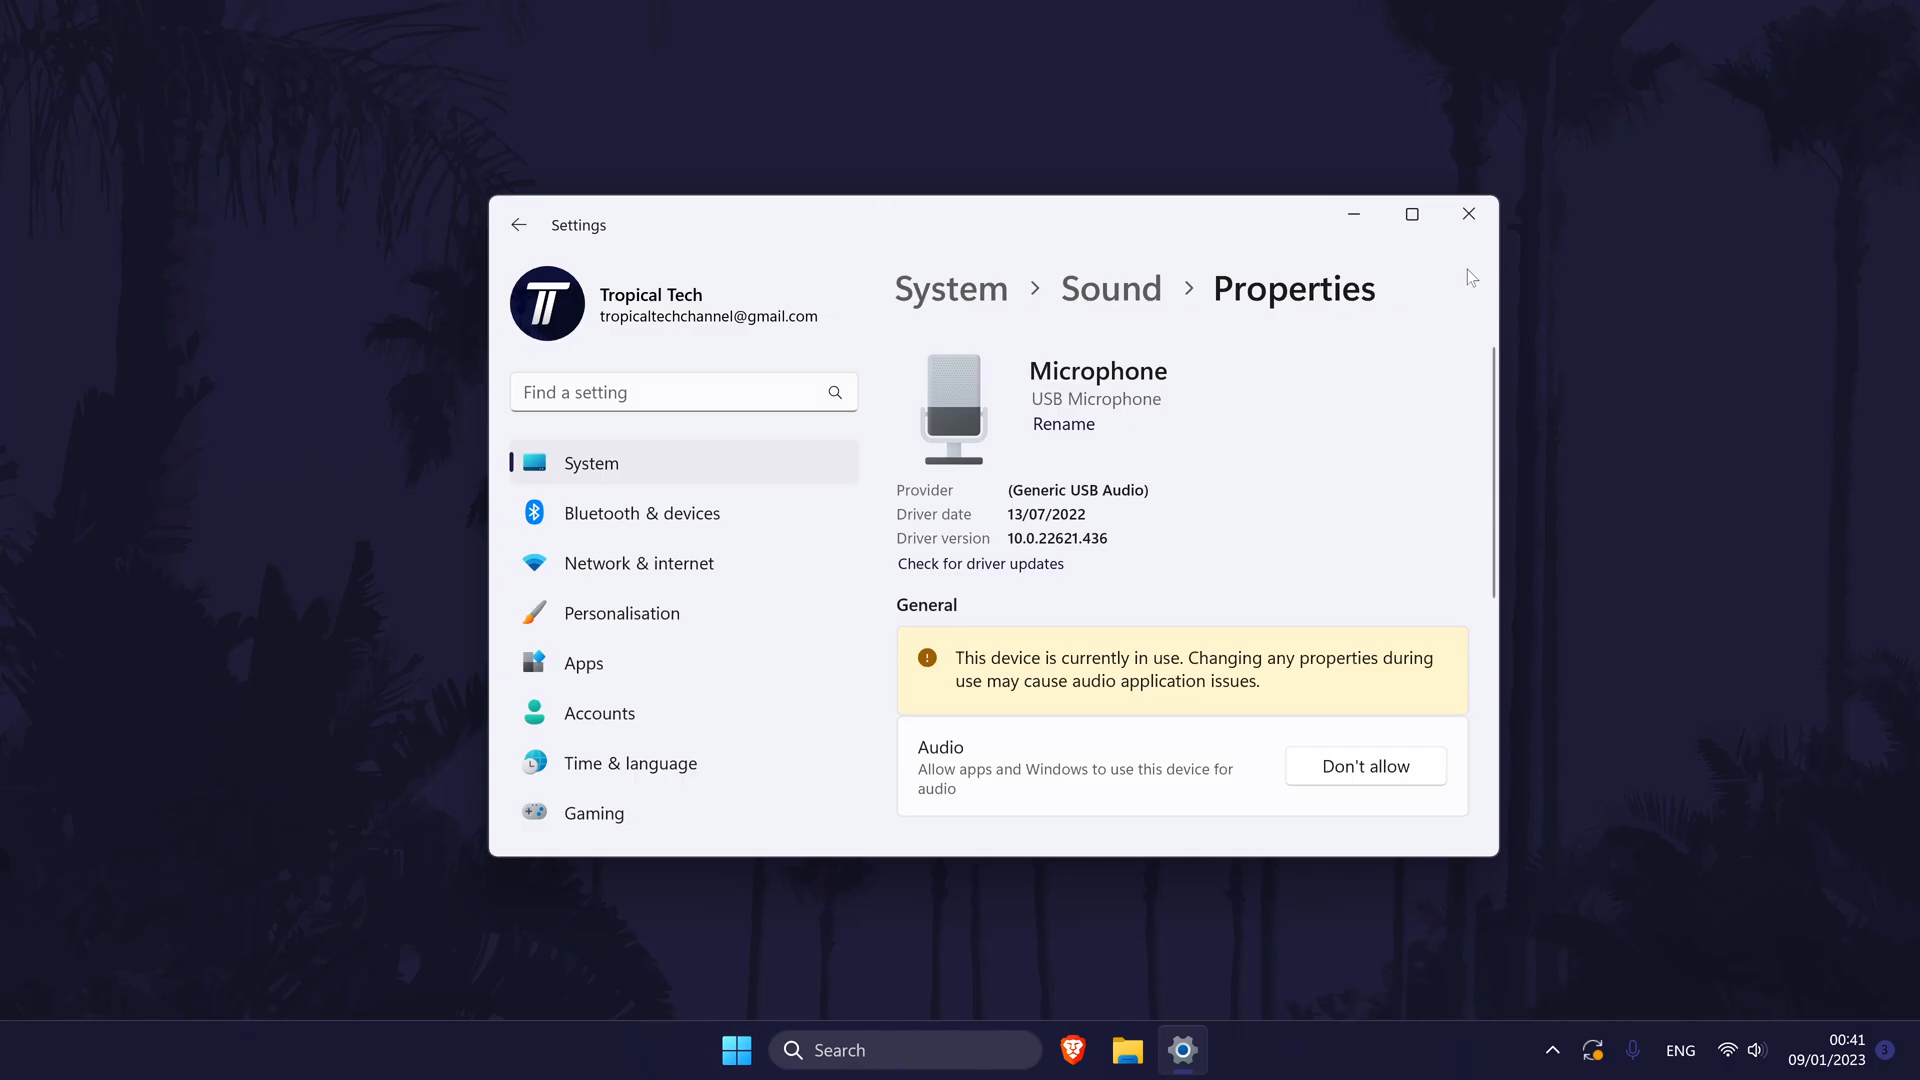 Settings
Tropical Tech
tropicaltechchannel@gmail.com
Find a setting
System
Bluetooth & devices
Network & internet
Personalisation
Apps
Accounts
Time & language
Gaming
System > Sound > Properties
Microphone
USB Microphone
Rename
Provider (Generic USB Audio)
Driver date 13/07/2022
Driver version 10.0.22621.436
Check for driver updates
General
This device is currently in use. Changing any properties during
use may cause audio application issues.
Audio
Allow apps and Windows to use this device for
audio
Don't allow
Search
ENG
00:41
09/01/2023
3